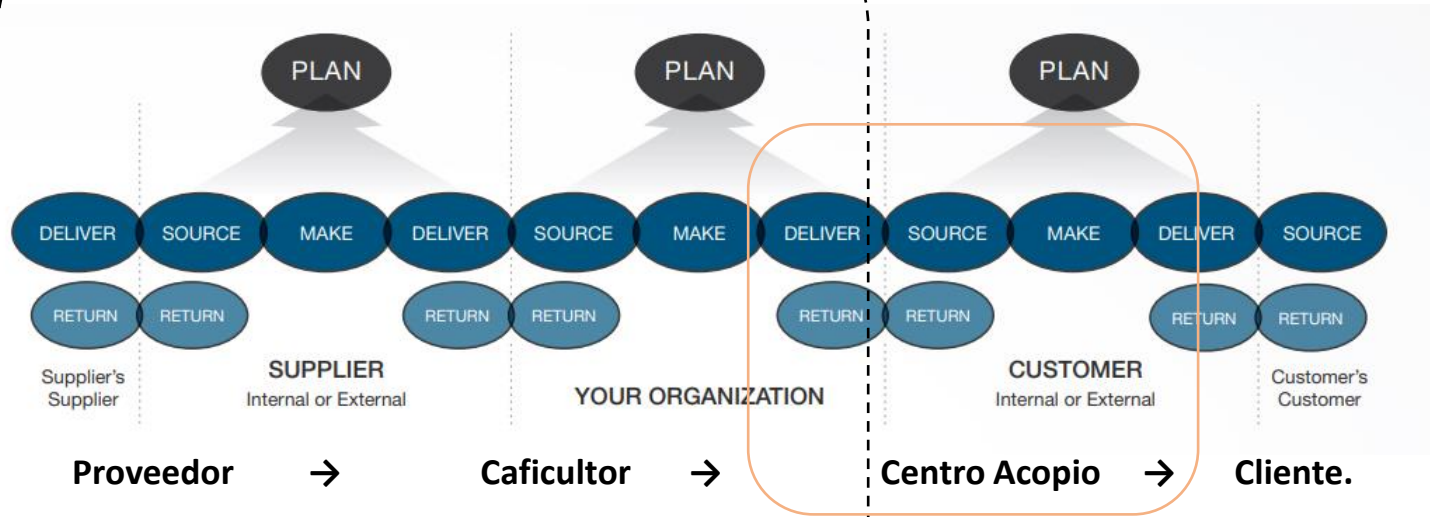 PLAN PLAN PLAN
DELIVER SOURCE MAKE DELIVER SOURCE MAKE DELIVER SOURCE MAKE DELIVER SOURCE
RETURN RETURN RETURN RETURN RETURN RETURN RETURN RETURN
Supplier's
Supplier
SUPPLIER
Internal or External
YOUR ORGANIZATION
CUSTOMER
Internal or External
Customer's
Customer
Proveedor → Caficultor → Centro Acopio → Cliente.